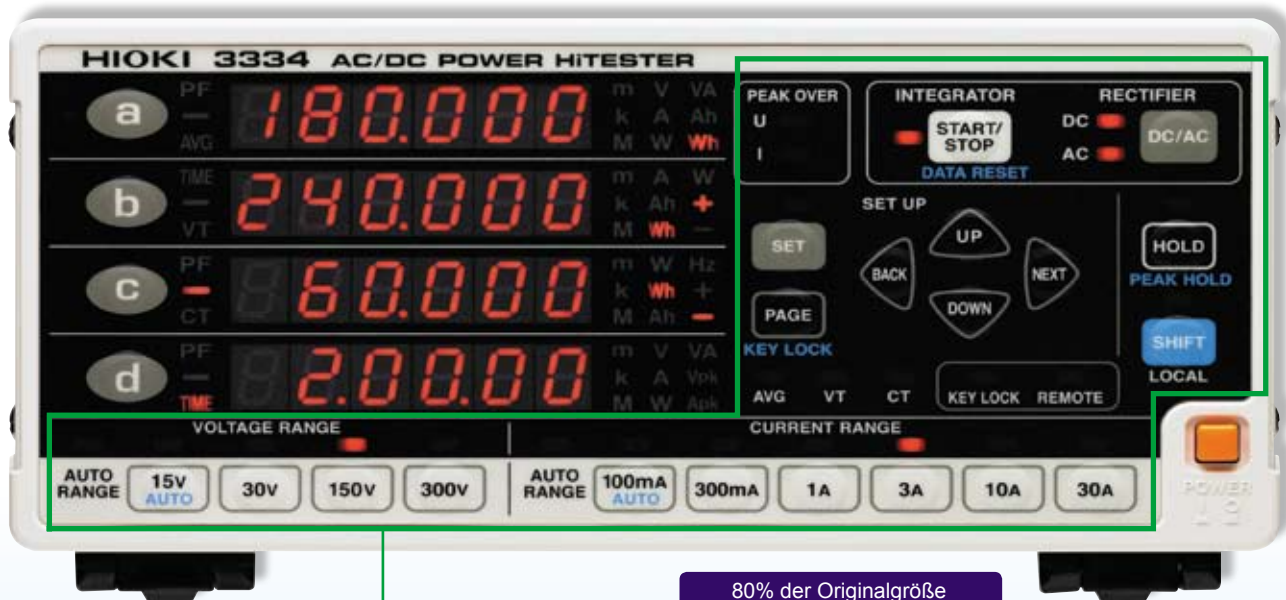 HIOKI 3334 AC/DC POWER HiTESTER
a PF AVG 180.000 m V VA k A Ah M W Wh
b TIME VT 240.000 m A W k Ah + M Wh −
c PF − CT 60.000 m W Hz k Wh + M Ah −
d PF TIME 2.00.00 m V VA k A Vpk M W Apk
PEAK OVER
U
I
INTEGRATOR RECTIFIER
START/STOP
DATA RESET
DC
AC
DC/AC
SET UP
SET
UP
BACK
NEXT
DOWN
HOLD
PEAK HOLD
PAGE
KEY LOCK
SHIFT
LOCAL
AVG VT CT KEY LOCK REMOTE
VOLTAGE RANGE CURRENT RANGE
AUTO RANGE 15V AUTO 30V 150V 300V
AUTO RANGE 100mA AUTO 300mA 1A 3A 10A 30A
POWER
80% der Originalgröße